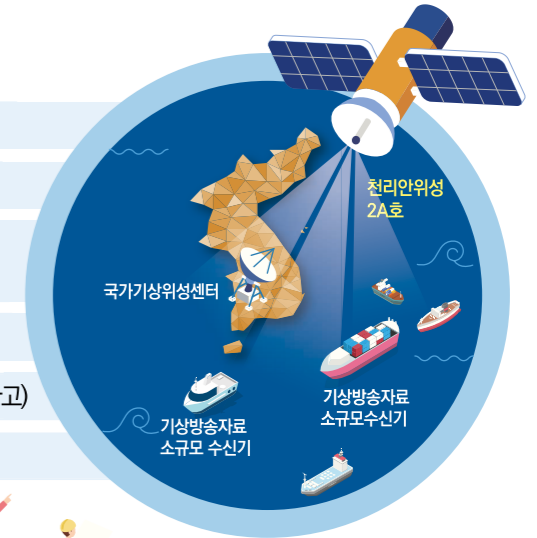 천리안위성
2A호
국가기상위성센터
고)
기상방송자료
소규모수신기
기상방송자료
소규모 수신기